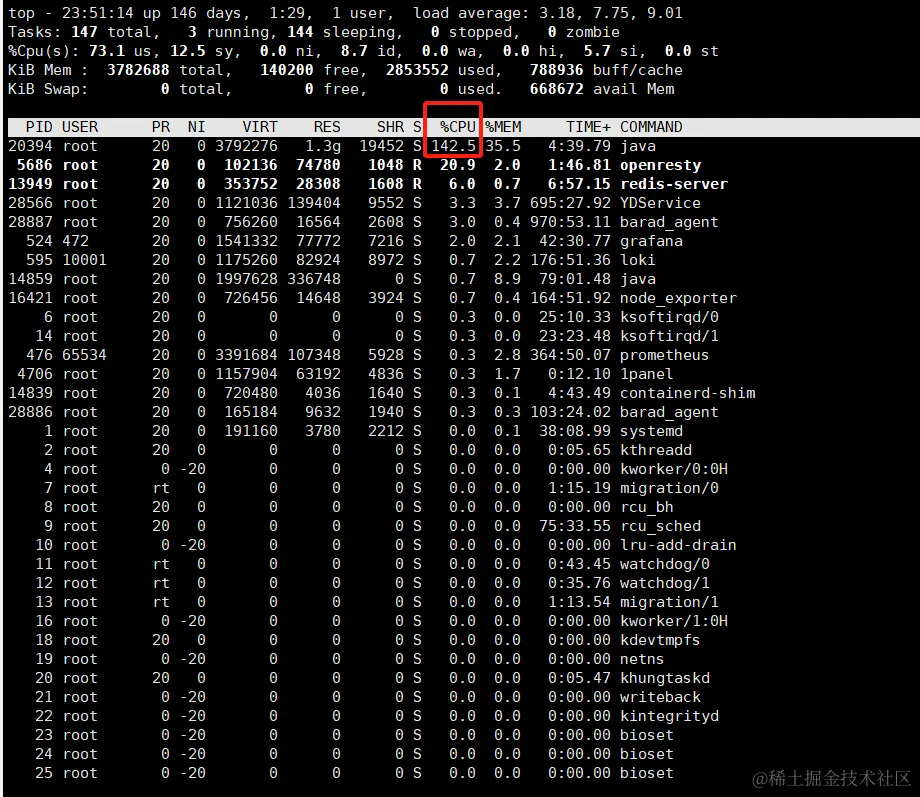 top - 23:51:14 up 146 days,  1:29,  1 user,  load average: 3.18, 7.75, 9.01
Tasks: 147 total,   3 running, 144 sleeping,   0 stopped,   0 zombie
%Cpu(s): 73.1 us, 12.5 sy,  0.0 ni,  8.7 id,  0.0 wa,  0.0 hi,  5.7 si,  0.0 st
KiB Mem :  3782688 total,   140200 free,  2853552 used,   788936 buff/cache
KiB Swap:        0 total,        0 free,        0 used.   668672 avail Mem
PID USER      PR  NI    VIRT    RES    SHR S  %CPU %MEM     TIME+ COMMAND
20394 root      20   0 3792276   1.3g  19452 S 142.5 35.5   4:39.79 java
5686 root      20   0  102136  74780   1048 R  20.9  2.0   1:46.81 openresty
13949 root      20   0  353752  28308   1608 R   6.0  0.7   6:57.15 redis-server
28566 root      20   0 1121036 139404   9552 S   3.3  3.7 695:27.92 YDService
28887 root      20   0  756260  16564   2608 S   3.0  0.4 970:53.11 barad_agent
524 472       20   0 1541332  77772   7216 S   2.0  2.1  42:30.77 grafana
595 10001     20   0 1175260  82924   8972 S   0.7  2.2 176:51.36 loki
14859 root      20   0 1997628 336748      0 S   0.7  8.9  79:01.48 java
16421 root      20   0  726456  14648   3924 S   0.7  0.4 164:51.92 node_exporter
6 root      20   0       0      0      0 S   0.3  0.0  25:10.33 ksoftirqd/0
14 root      20   0       0      0      0 S   0.3  0.0  23:23.48 ksoftirqd/1
476 65534     20   0 3391684 107348   5928 S   0.3  2.8 364:50.07 prometheus
4706 root      20   0 1157904  63192   4836 S   0.3  1.7   0:12.10 1panel
14839 root      20   0  720480   4036   1640 S   0.3  0.1   4:43.49 containerd-shim
28886 root      20   0  165184   9632   1940 S   0.3  0.3 103:24.02 barad_agent
1 root      20   0  191160   3780   2212 S   0.0  0.1  38:08.99 systemd
2 root      20   0       0      0      0 S   0.0  0.0   0:05.65 kthreadd
4 root       0 -20       0      0      0 S   0.0  0.0   0:00.00 kworker/0:0H
7 root      rt   0       0      0      0 S   0.0  0.0   1:15.19 migration/0
8 root      20   0       0      0      0 S   0.0  0.0   0:00.00 rcu_bh
9 root      20   0       0      0      0 S   0.0  0.0  75:33.55 rcu_sched
10 root       0 -20       0      0      0 S   0.0  0.0   0:00.00 lru-add-drain
11 root      rt   0       0      0      0 S   0.0  0.0   0:43.45 watchdog/0
12 root      rt   0       0      0      0 S   0.0  0.0   0:35.76 watchdog/1
13 root      rt   0       0      0      0 S   0.0  0.0   1:13.54 migration/1
16 root       0 -20       0      0      0 S   0.0  0.0   0:00.00 kworker/1:0H
18 root      20   0       0      0      0 S   0.0  0.0   0:00.00 kdevtmpfs
19 root       0 -20       0      0      0 S   0.0  0.0   0:00.00 netns
20 root      20   0       0      0      0 S   0.0  0.0   0:05.47 khungtaskd
21 root       0 -20       0      0      0 S   0.0  0.0   0:00.00 writeback
22 root       0 -20       0      0      0 S   0.0  0.0   0:00.00 kintegrityd
23 root       0 -20       0      0      0 S   0.0  0.0   0:00.00 bioset
24 root       0 -20       0      0      0 S   0.0  0.0   0:00.00 bioset
25 root       0 -20       0      0      0 S   0.0  0.0   0:00.00 bioset
@稀土掘金技术社区